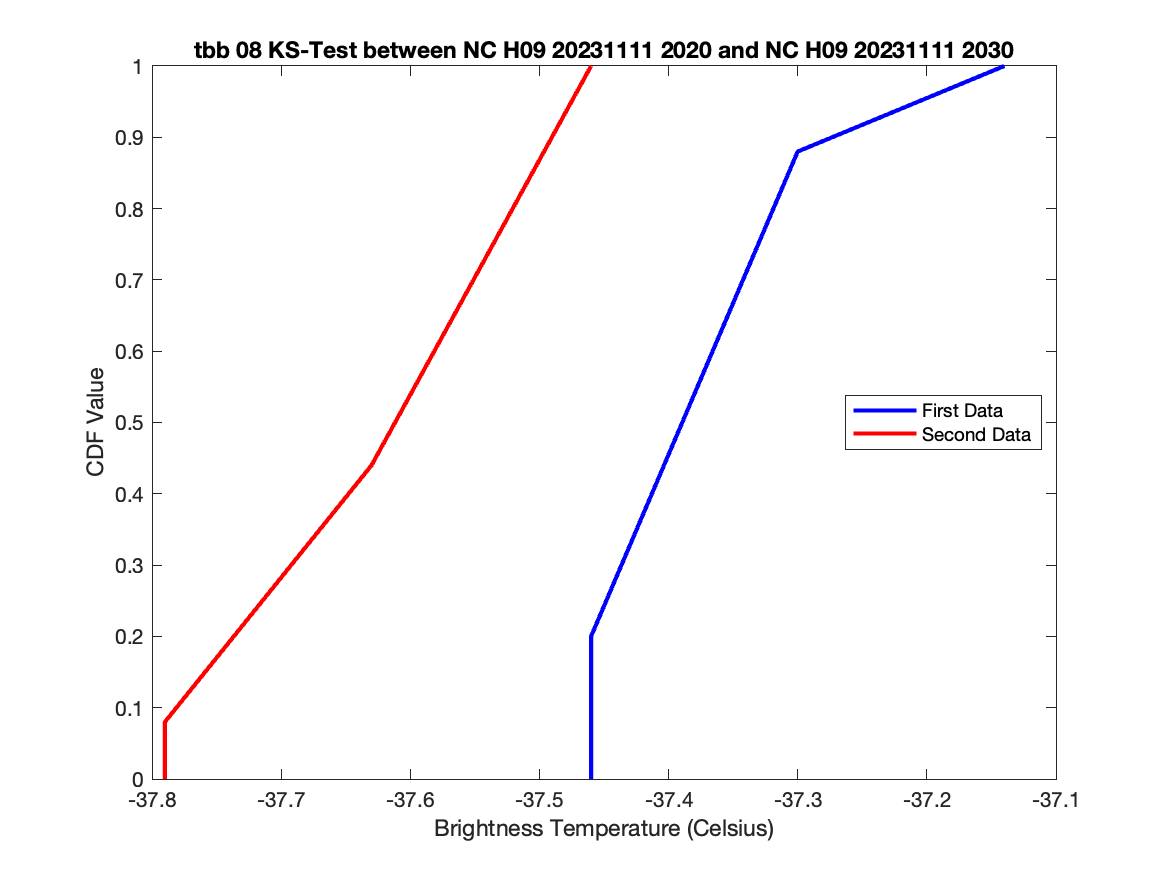 tbb 08 KS-Test between NC H09 20231111 2020 and NC H09 20231111 2030
1
0.9
0.8
0.7
0.6
0.5
0.4
0.3
0.2
0.1
0
CDF Value
First Data
Second Data
-37.8 -37.7 -37.6 -37.5 -37.4 -37.3 -37.2 -37.1
Brightness Temperature (Celsius)